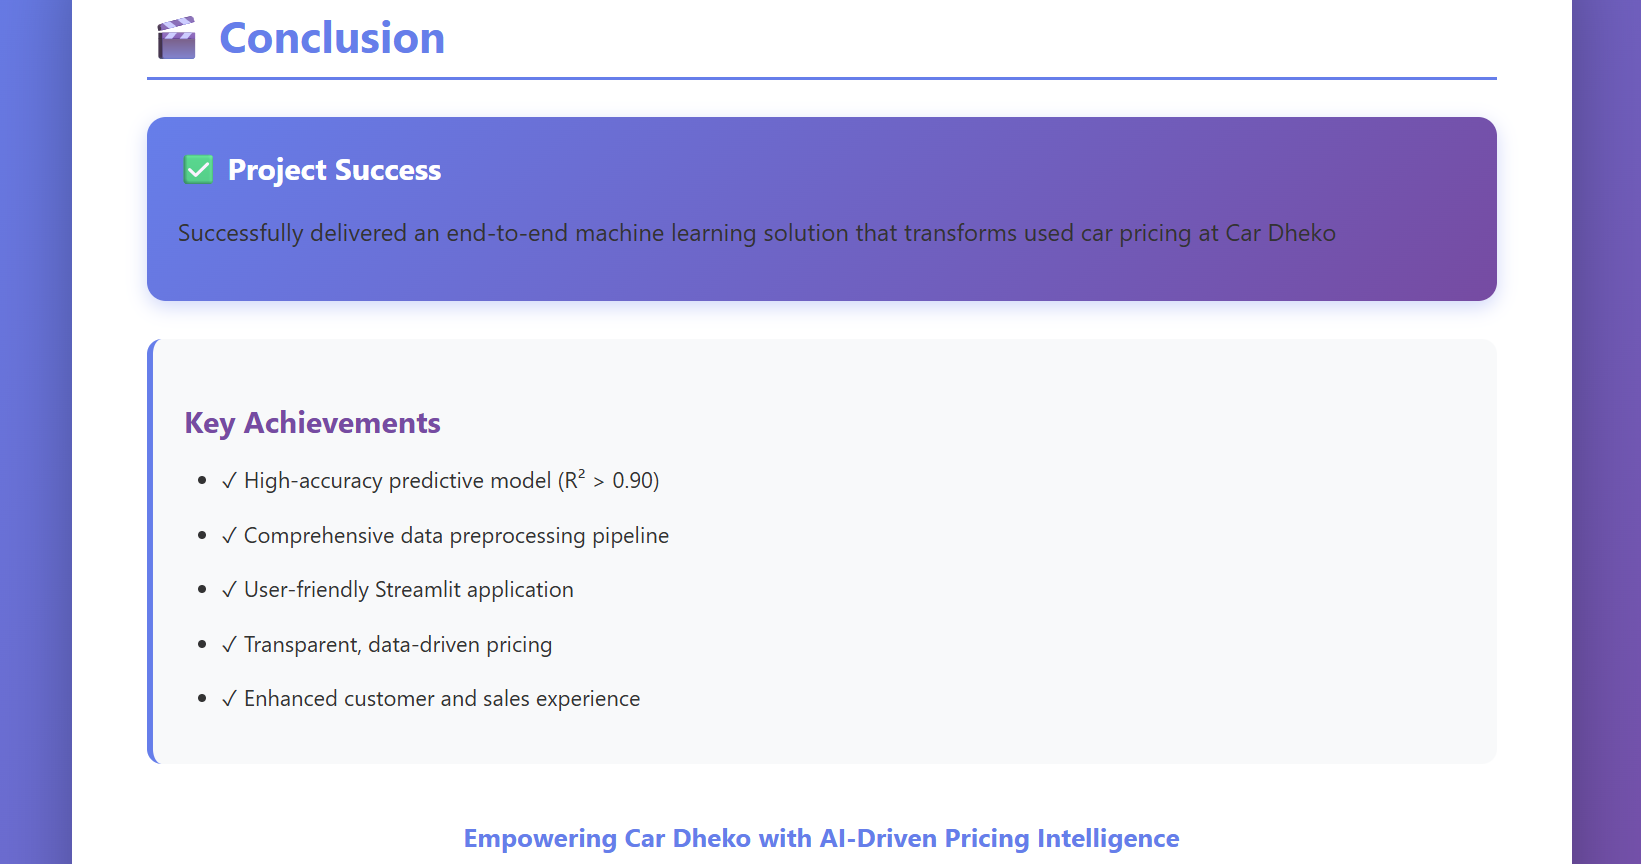 🎬 Conclusion
✅ Project Success
Successfully delivered an end-to-end machine learning solution that transforms used car pricing at Car Dheko
Key Achievements
• ✓ High-accuracy predictive model (R² > 0.90)
• ✓ Comprehensive data preprocessing pipeline
• ✓ User-friendly Streamlit application
• ✓ Transparent, data-driven pricing
• ✓ Enhanced customer and sales experience
Empowering Car Dheko with AI-Driven Pricing Intelligence